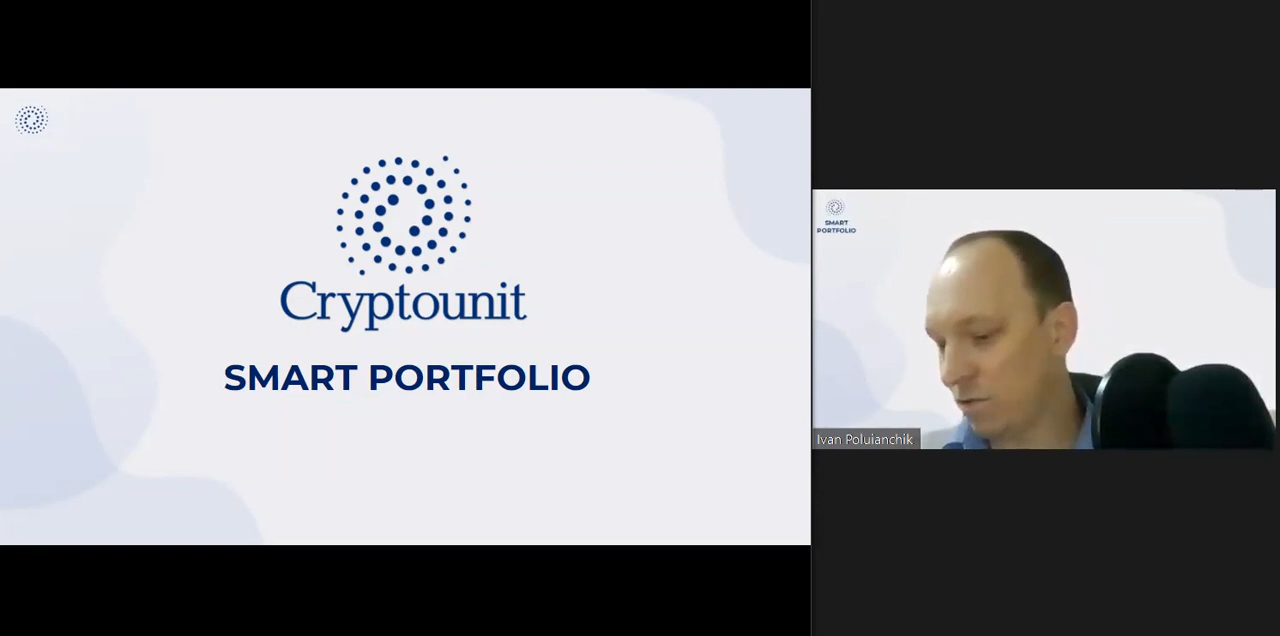 Cryptounit
SMART PORTFOLIO
SMART
PORTFOLIO
Ivan Poluianchik